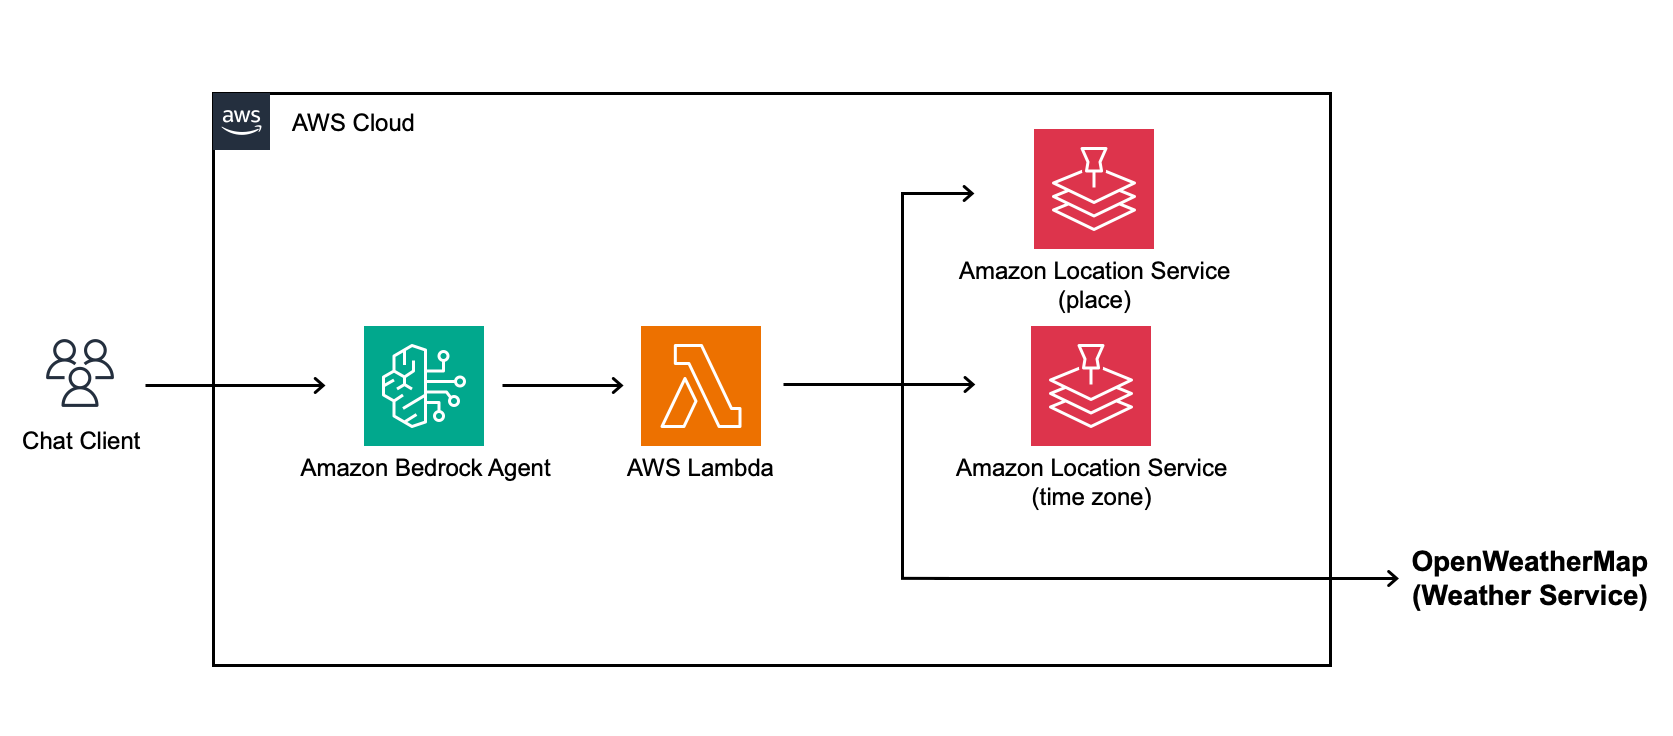 aws
AWS Cloud
Amazon Location Service
(place)
Chat Client
Amazon Bedrock Agent
AWS Lambda
Amazon Location Service
(time zone)
OpenWeatherMap
(Weather Service)